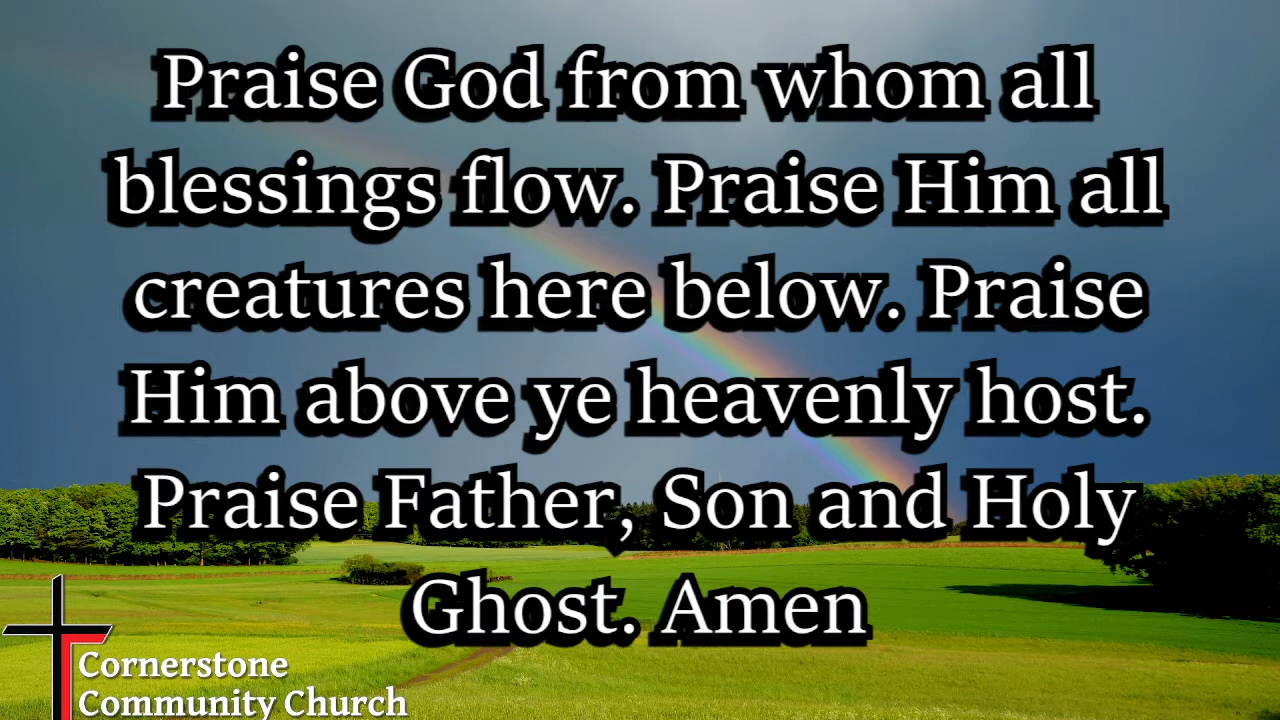 Praise God from whom all
blessings flow. Praise Him all
creatures here below. Praise
Him above ye heavenly host.
Praise Father, Son and Holy
Ghost. Amen
Cornerstone
Community Church